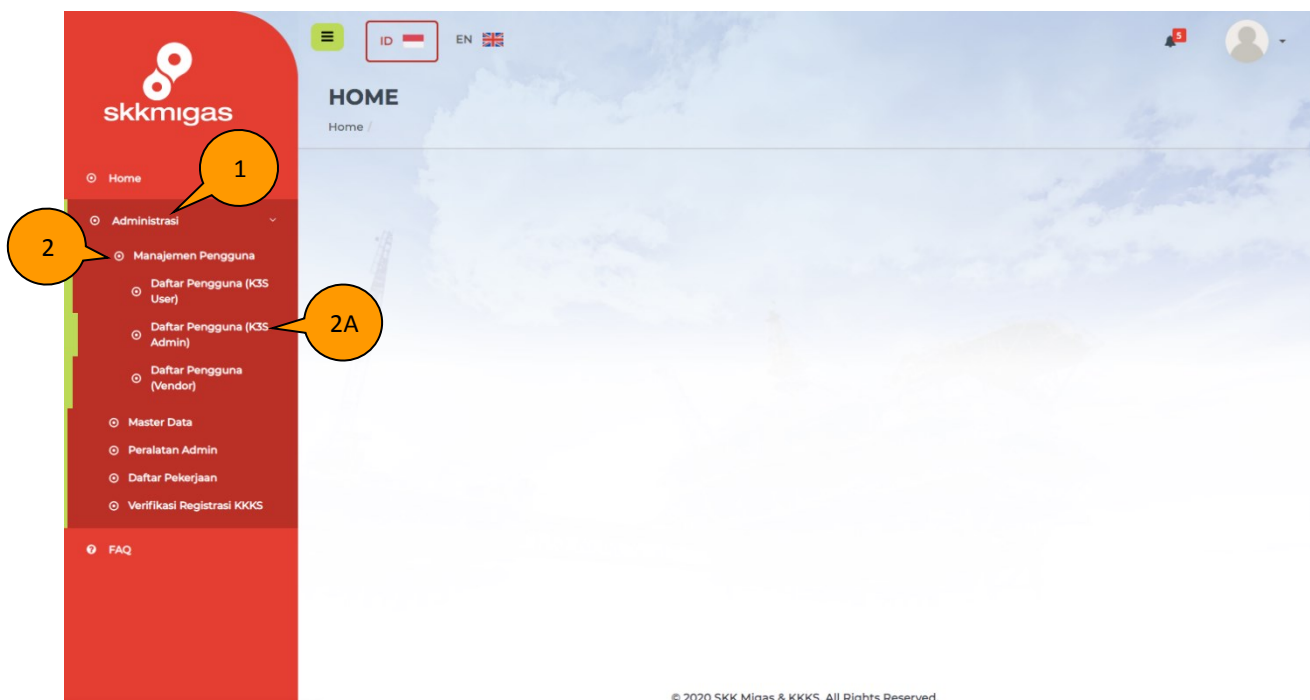 ID
EN
5
skkmigas
HOME
Home /
1
Home
Administrasi
2
Manajemen Pengguna
Daftar Pengguna (K3S
User)
Daftar Pengguna (K3S
Admin)
2A
Daftar Pengguna
(Vendor)
Master Data
Peralatan Admin
Daftar Pekerjaan
Verifikasi Registrasi KKKS
FAQ
© 2020 SKK Migas & KKKS. All Rights Reserved.